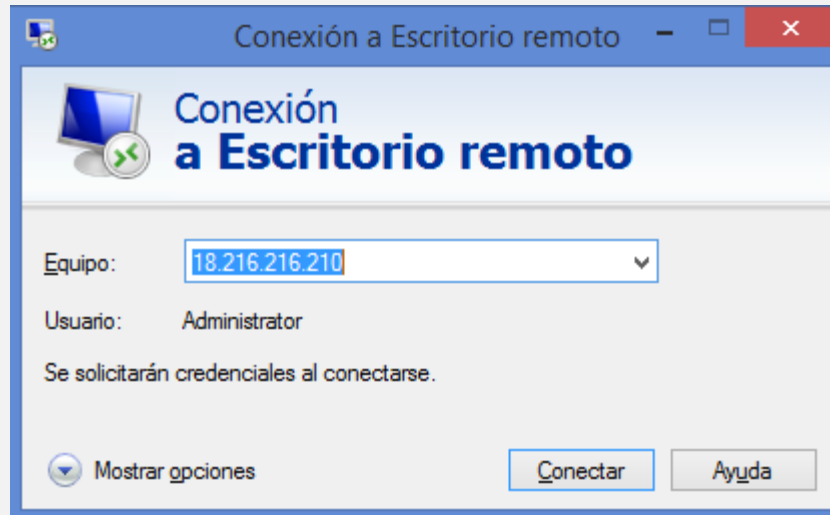 Conexión a Escritorio remoto
Conexión
a Escritorio remoto
Equipo: 18.216.216.210
Usuario: Administrator
Se solicitarán credenciales al conectarse.
Mostrar opciones Conectar Ayuda